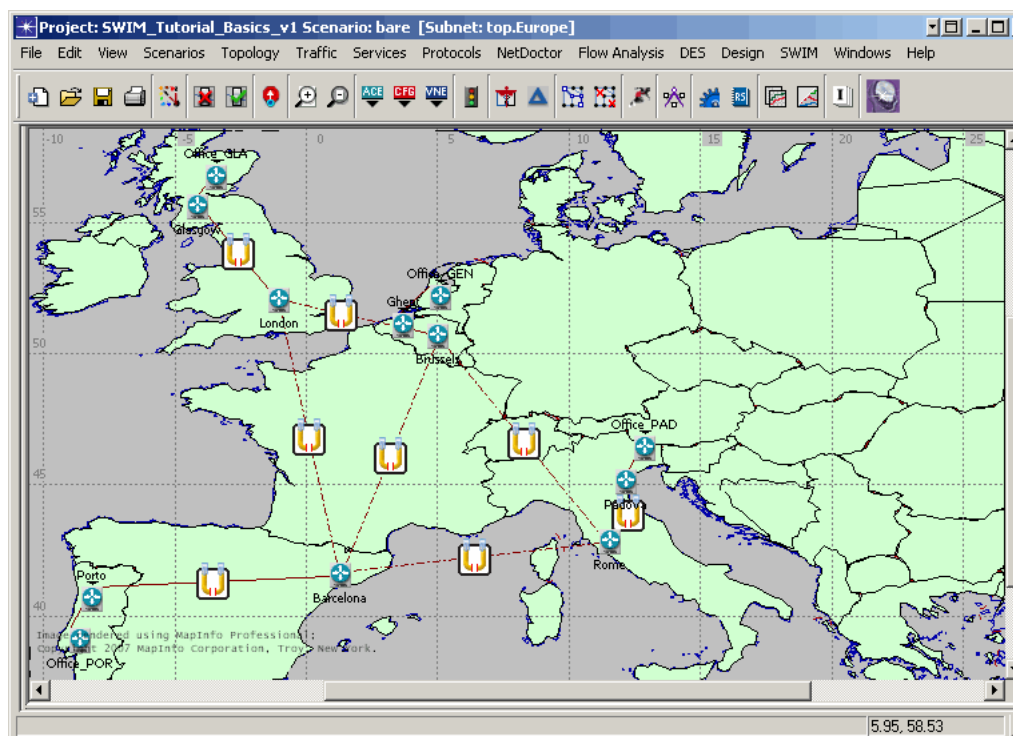 Project: SWIM_Tutorial_Basics_v1 Scenario: bare [Subnet: top.Europe]
File Edit View Scenarios Topology Traffic Services Protocols NetDoctor Flow Analysis DES Design SWIM Windows Help
ACE CFG VNE RS
-10 -5 0 5 10 15 20 25
Office_GLA
55
Glasgow
Office_GEN
Ghent
London
50
Brussels
Office_PAD
45
Padova
Rome
Porto
Barcelona
40
Image rendered using MapInfo Professional;
Copyright 2007 MapInfo Corporation, Troy, New York.
Office_POR
5.95, 58.53